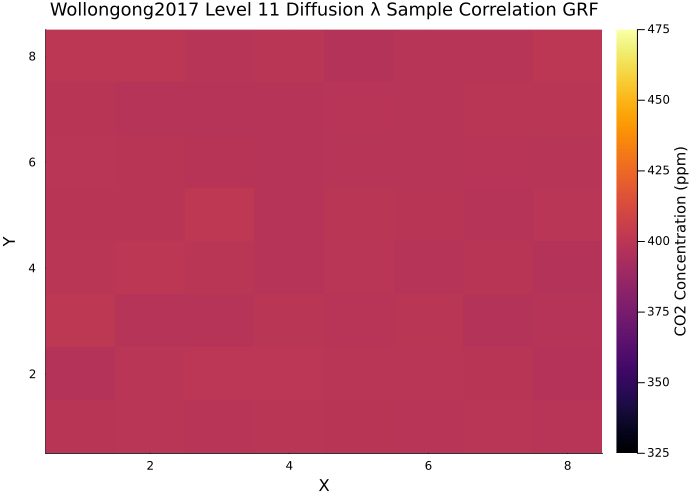 Wollongong2017 Level 11 Diffusion λ Sample Correlation GRF
8
6
4
2
Y
2 4 6 8
X
475
450
425
400
375
350
325
CO2 Concentration (ppm)